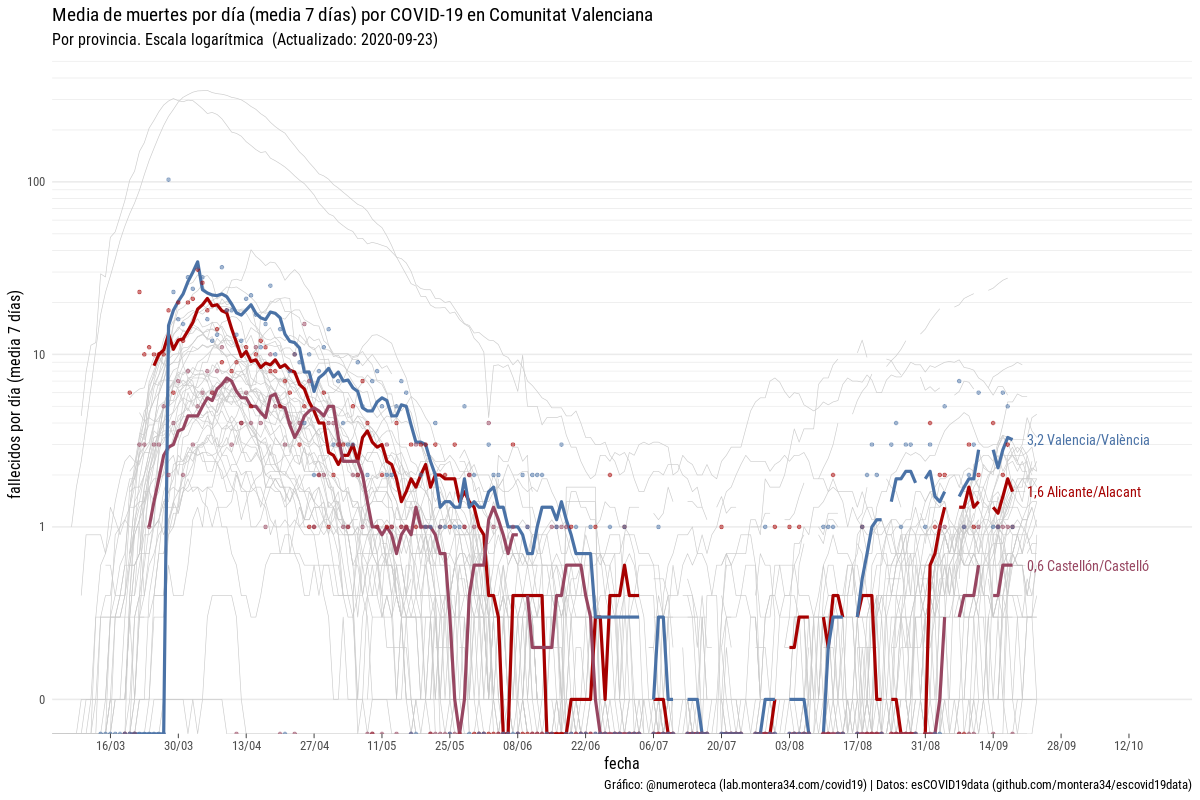 Media de muertes por día (media 7 días) por COVID-19 en Comunitat Valenciana
Por provincia. Escala logarítmica  (Actualizado: 2020-09-23)
fallecidos por día (media  7 días)
100
10
1
0
3,2 Valencia/València
1,6 Alicante/Alacant
0,6 Castellón/Castelló
16/03 30/03 13/04 27/04 11/05 25/05 08/06 22/06 06/07 20/07 03/08 17/08 31/08 14/09 28/09 12/10
fecha
Gráfico: @numeroteca (lab.montera34.com/covid19) | Datos: esCOVID19data (github.com/montera34/escovid19data)